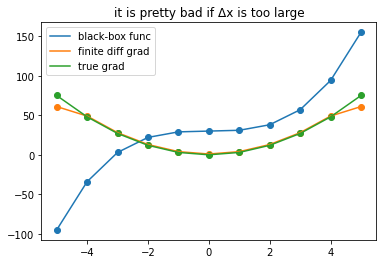 it is pretty bad if Δx is too large
black-box func
finite diff grad
true grad
150
100
50
0
−50
−100
−4
−2
0
2
4